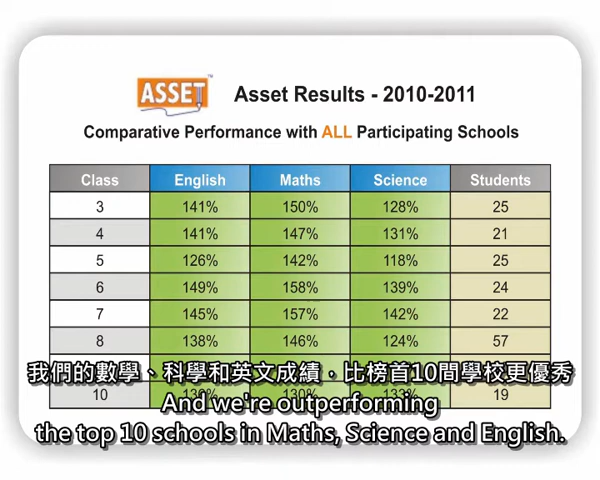 ASSET™
Asset Results - 2010-2011
Comparative Performance with ALL Participating Schools
Class English Maths Science Students
3 141% 150% 128% 25
4 141% 147% 131% 21
5 126% 142% 118% 25
6 149% 158% 139% 24
7 145% 157% 142% 22
8 138% 146% 124% 57
我們的數學、科學和英文成績，比榜首10間學校更優秀
10 130% 19
And we're outperforming
the top 10 schools in Maths, Science and English.